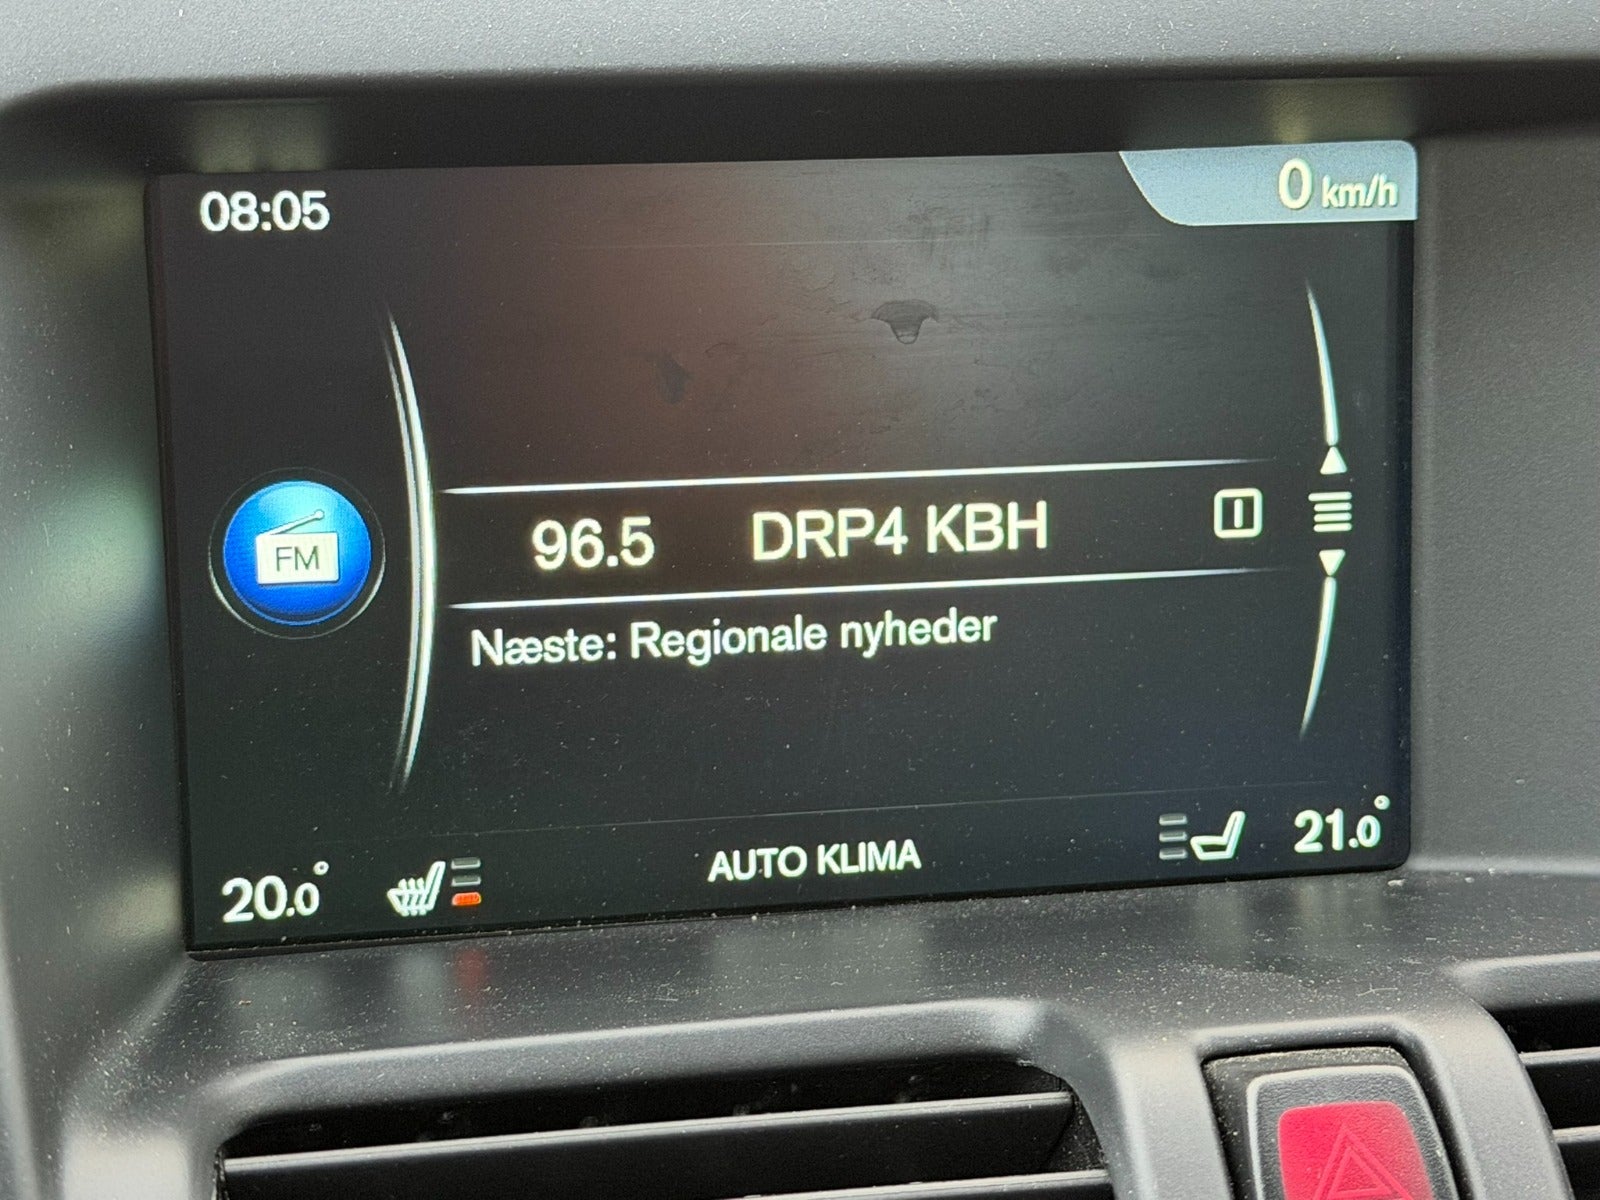 08:05
0 km/h
FM
96.5 DRP4 KBH
Næste: Regionale nyheder
20.0° AUTO KLIMA 21.0°